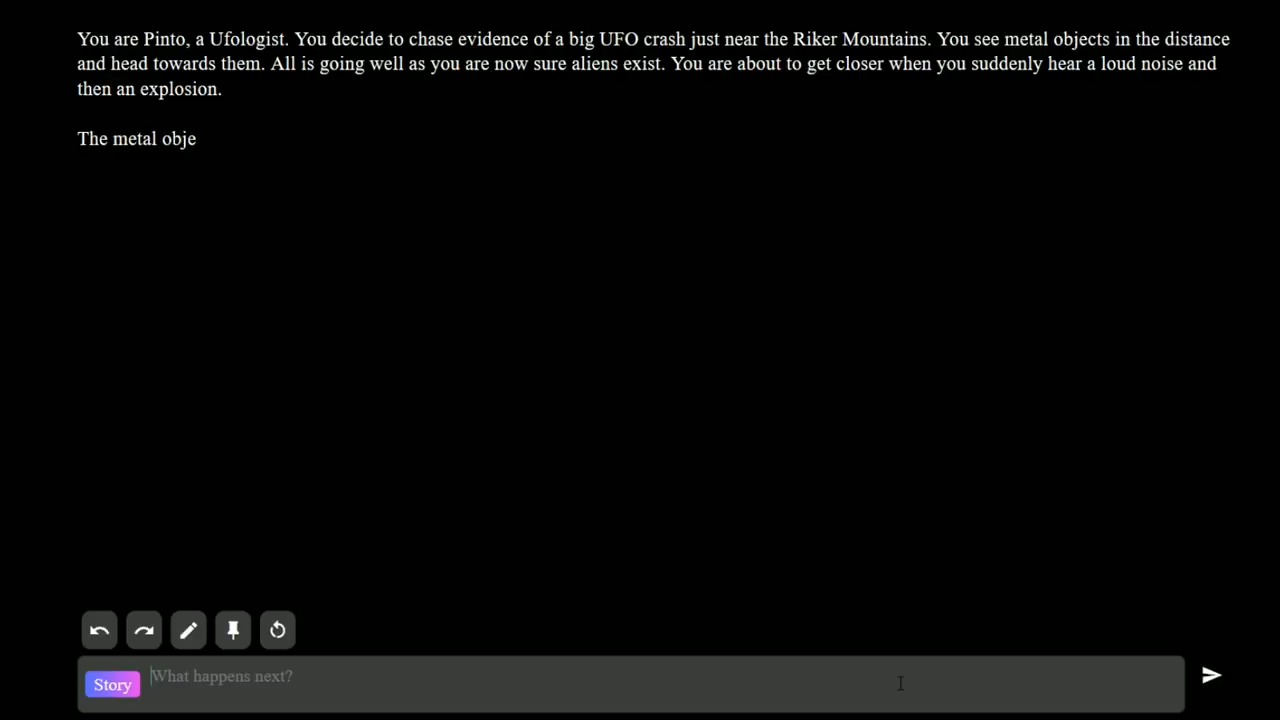 You are Pinto, a Ufologist. You decide to chase evidence of a big UFO crash just near the Riker Mountains. You see metal objects in the distance
and head towards them. All is going well as you are now sure aliens exist. You are about to get closer when you suddenly hear a loud noise and
then an explosion.
The metal obje
What happens next?
Story